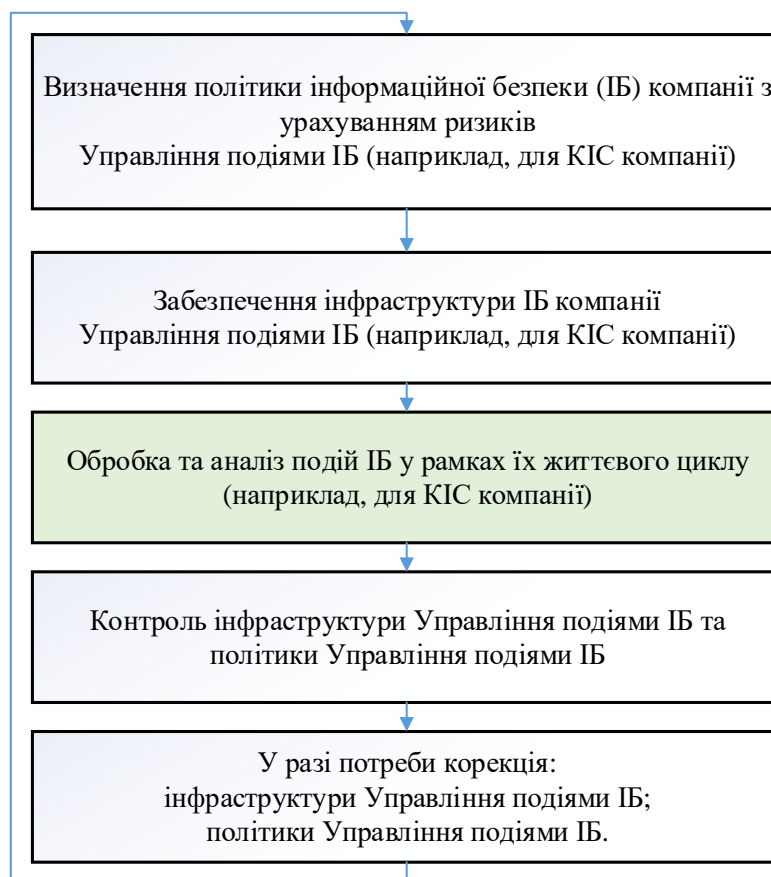 Визначення політики інформаційної безпеки (ІБ) компанії з
урахуванням ризиків
Управління подіями ІБ (наприклад, для КІС компанії)
Забезпечення інфраструктури ІБ компанії
Управління подіями ІБ (наприклад, для КІС компанії)
Обробка та аналіз подій ІБ у рамках їх життєвого циклу
(наприклад, для КІС компанії)
Контроль інфраструктури Управління подіями ІБ та
політики Управління подіями ІБ
У разі потреби корекція:
інфраструктури Управління подіями ІБ;
політики Управління подіями ІБ.